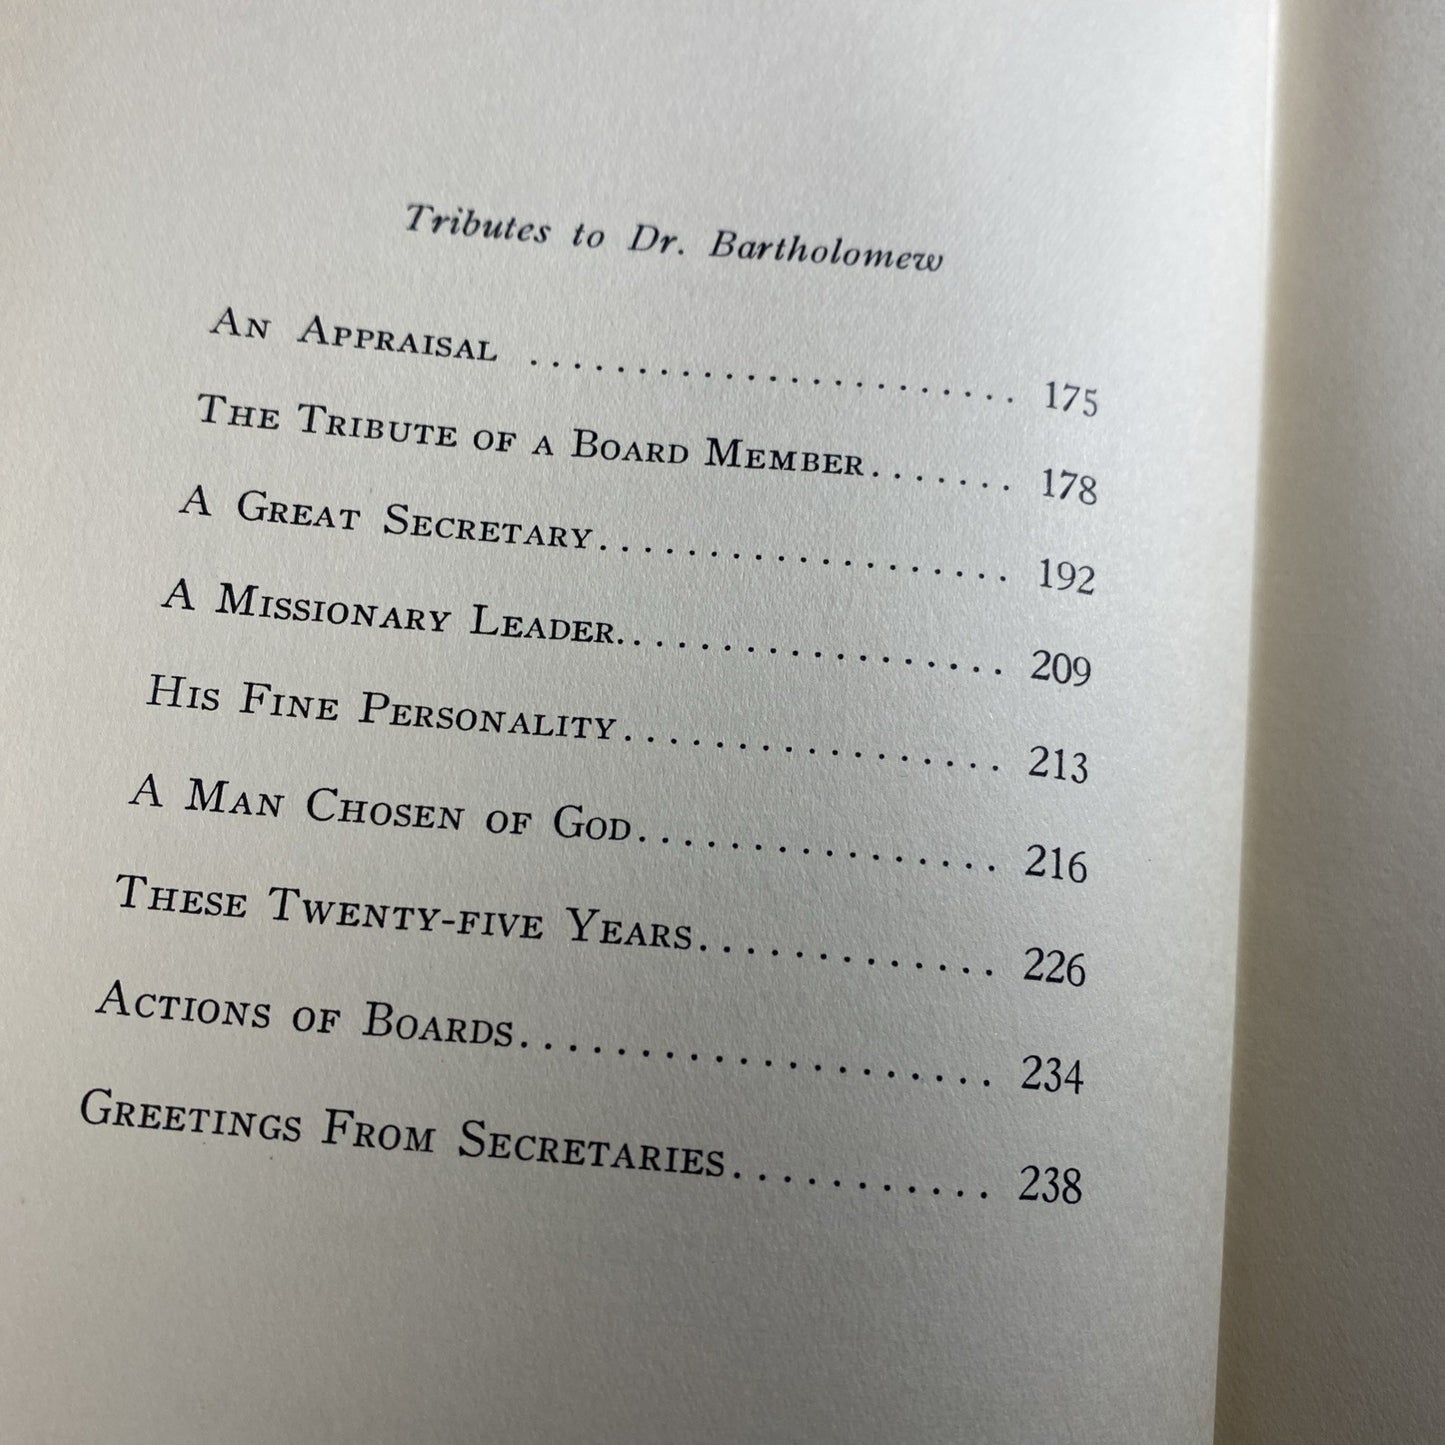 Tributes to Dr. Bartholomew
An Appraisal ....................... 175
The Tribute of a Board Member....... 178
A Great Secretary................... 192
A Missionary Leader................. 209
His Fine Personality................. 213
A Man Chosen of God................ 216
These Twenty-five Years............. 226
Actions of Boards.................... 234
Greetings From Secretaries........... 238